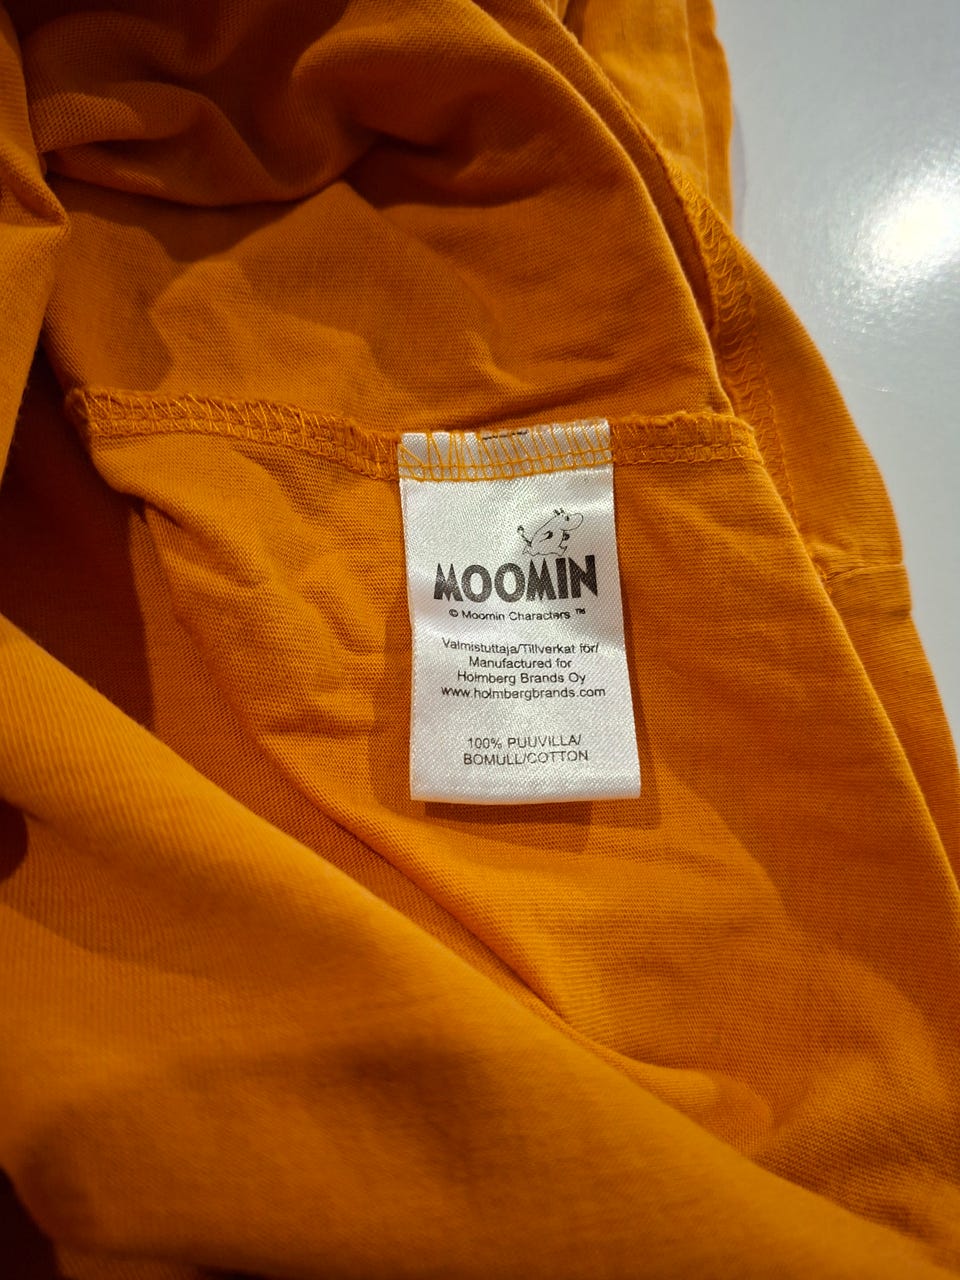 MOOMIN
© Moomin Characters ™
Valmistuttaja/Tillverkat för/
Manufactured for
Holmberg Brands Oy
www.holmbergbrands.com
100% PUUVILLA/
BOMULL/COTTON